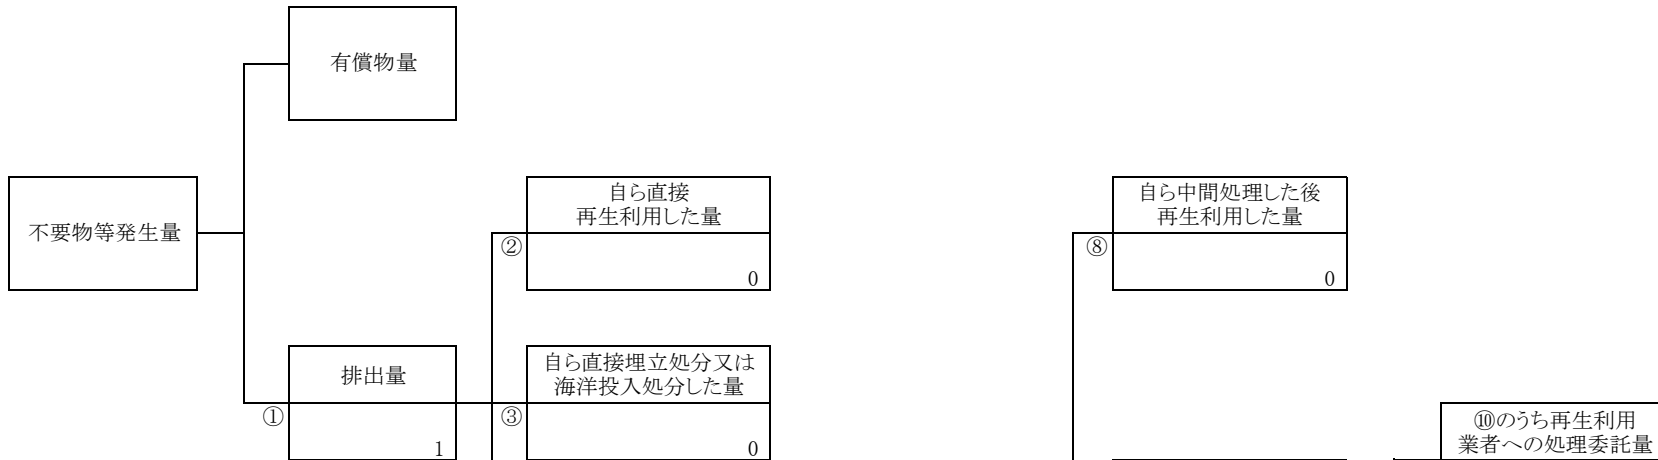 有償物量
不要物等発生量
自ら直接
再生利用した量
②
0
自ら中間処理した後
再生利用した量
⑧
0
排出量
①
1
自ら直接埋立処分又は
海洋投入処分した量
③
0
⑩のうち再生利用
業者への処理委託量